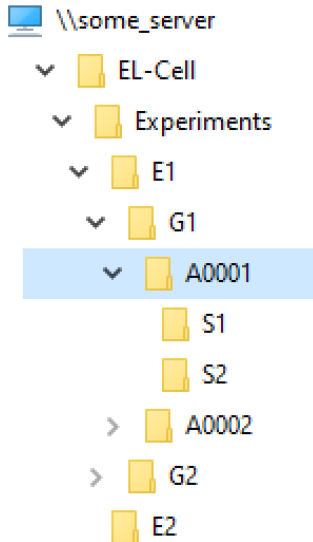 \\some_server
EL-Cell
Experiments
E1
G1
A0001
S1
S2
A0002
G2
E2